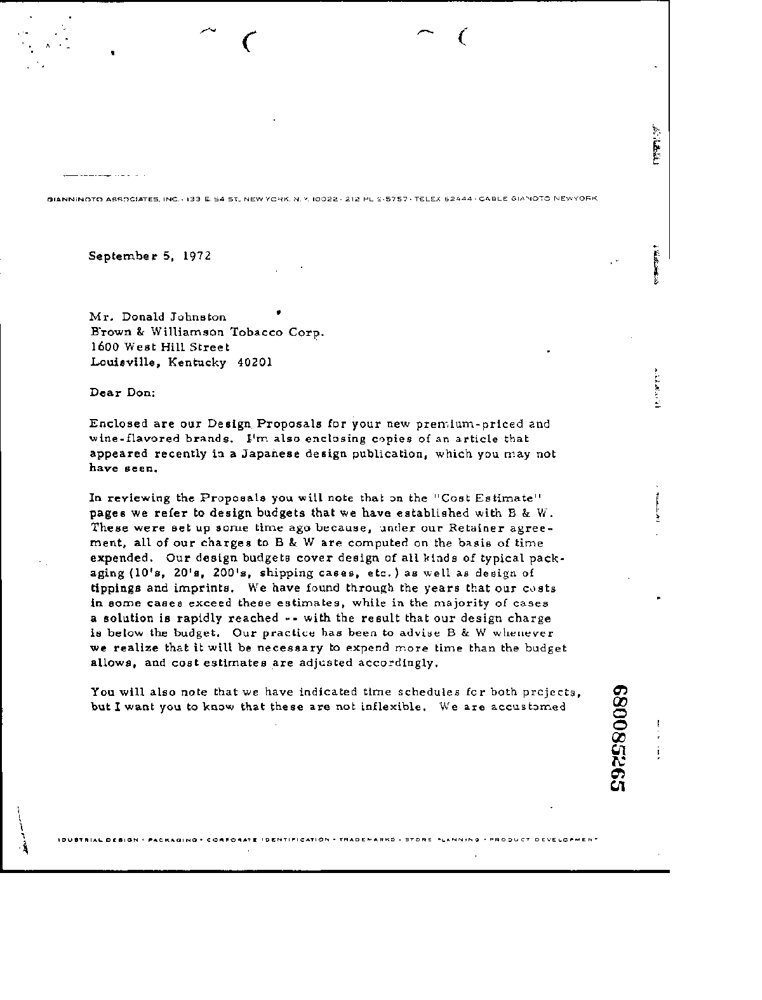 GIANNINOTO ASSOCIATES, INC. · 133 E. 54 ST., NEW YORK, N.Y. 10022 · 212 PL 2-5757 · TELEX 62444 · CABLE GIANOTO NEWYORK
September 5, 1972
Mr. Donald Johnston
Brown & Williamson Tobacco Corp.
1600 West Hill Street
Louisville, Kentucky 40201
Dear Don:
Enclosed are our Design Proposals for your new premium-priced and
wine-flavored brands. I'm also enclosing copies of an article that
appeared recently in a Japanese design publication, which you may not
have seen.
In reviewing the Proposals you will note that on the "Cost Estimate"
pages we refer to design budgets that we have established with B & W.
These were set up some time ago because, under our Retainer agree-
ment, all of our charges to B & W are computed on the basis of time
expended. Our design budgets cover design of all kinds of typical pack-
aging (10's, 20's, 200's, shipping cases, etc.) as well as design of
tippings and imprints. We have found through the years that our costs
in some cases exceed these estimates, while in the majority of cases
a solution is rapidly reached -- with the result that our design charge
is below the budget. Our practice has been to advise B & W whenever
we realize that it will be necessary to expend more time than the budget
allows, and cost estimates are adjusted accordingly.
You will also note that we have indicated time schedules for both projects,
but I want you to know that these are not inflexible. We are accustomed
680085265
IDUSTRIAL DESIGN · PACKAGING · CORPORATE IDENTIFICATION · TRADEMARKS · STORE PLANNING · PRODUCT DEVELOPMENT